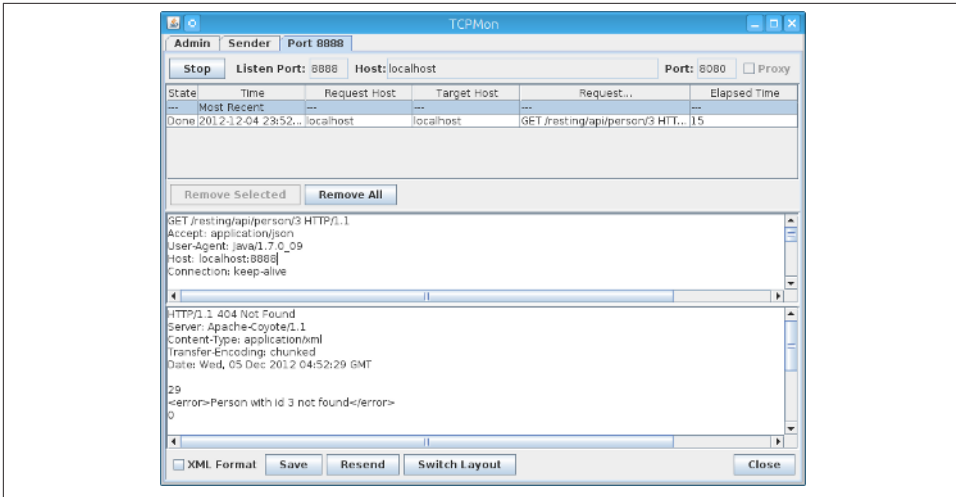 TCPMon
Admin Sender Port 8888
Stop Listen Port: 8888 Host: localhost Port: 8080 Proxy
State Time Request Host Target Host Request... Elapsed Time
--- Most Recent --- --- --- ---
Done 2012-12-04 23:52... localhost localhost GET /resting/api/person/3 HTT... 15
Remove Selected Remove All
GET /resting/api/person/3 HTTP/1.1
Accept: application/json
User-Agent: Java/1.7.0_09
Host: localhost:8888
Connection: keep-alive
HTTP/1.1 404 Not Found
Server: Apache-Coyote/1.1
Content-Type: application/xml
Transfer-Encoding: chunked
Date: Wed, 05 Dec 2012 04:52:29 GMT
29
<error>Person with id 3 not found</error>
0
XML Format Save Resend Switch Layout Close